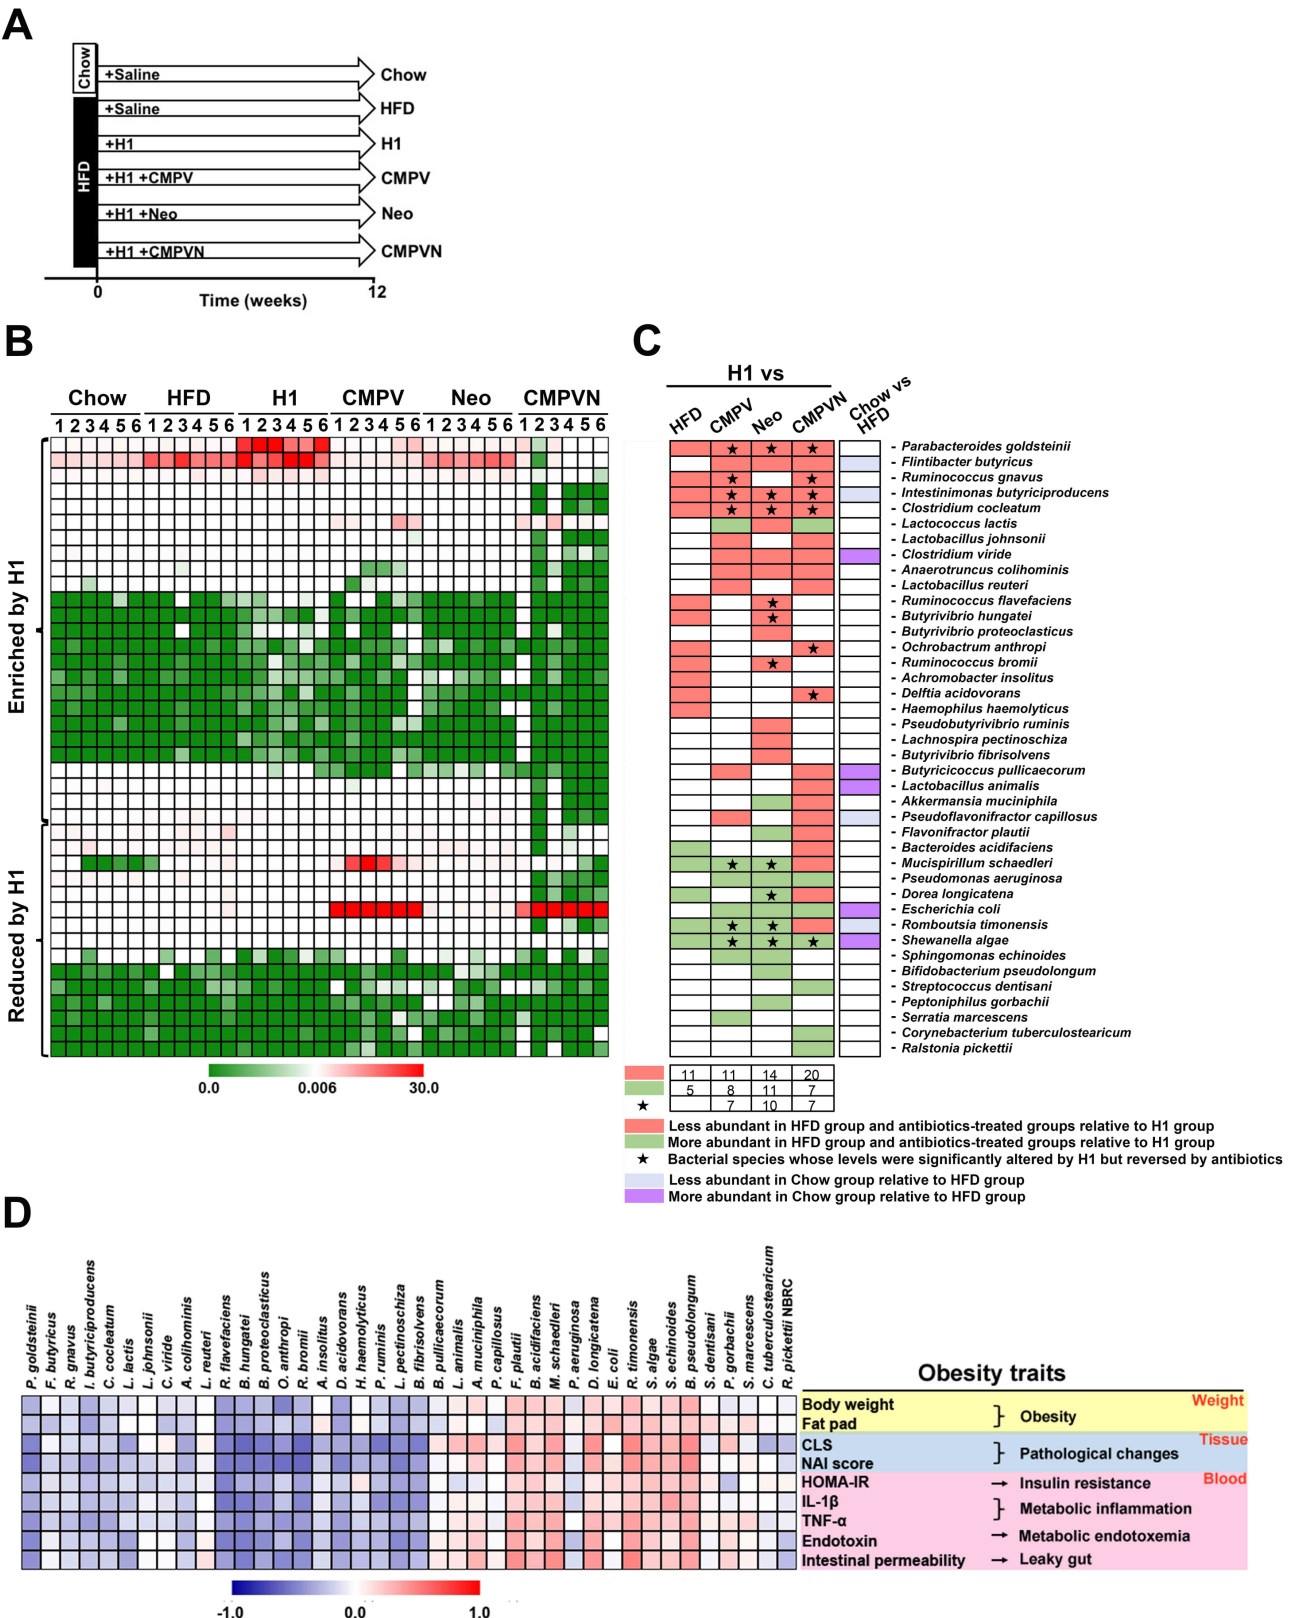 A
Chow
+Saline
Chow
HFD
+Saline
HFD
+H1
H1
+H1 +CMPV
CMPV
+H1 +Neo
Neo
+H1 +CMPVN
CMPVN
0
Time (weeks)
12
B
Chow HFD H1 CMPV Neo CMPVN
1 2 3 4 5 6 1 2 3 4 5 6 1 2 3 4 5 6 1 2 3 4 5 6 1 2 3 4 5 6 1 2 3 4 5 6
Enriched by H1
Reduced by H1
0.0 0.006 30.0
C
H1 vs
HFD CMPV Neo CMPVN Chow vs HFD
- Parabacteroides goldsteinii
- Flintibacter butyricus
- Ruminococcus gnavus
- Intestinimonas butyriciproducens
- Clostridium cocleatum
- Lactococcus lactis
- Lactobacillus johnsonii
- Clostridium viride
- Anaerotruncus colihominis
- Lactobacillus reuteri
- Ruminococcus flavefaciens
- Butyrivibrio hungatei
- Butyrivibrio proteoclasticus
- Ochrobactrum anthropi
- Ruminococcus bromii
- Achromobacter insolitus
- Delftia acidovorans
- Haemophilus haemolyticus
- Pseudobutyrivibrio ruminis
- Lachnospira pectinoschiza
- Butyrivibrio fibrisolvens
- Butyricicoccus pullicaecorum
- Lactobacillus animalis
- Akkermansia muciniphila
- Pseudoflavonifractor capillosus
- Flavonifractor plautii
- Bacteroides acidifaciens
- Mucispirillum schaedleri
- Pseudomonas aeruginosa
- Dorea longicatena
- Escherichia coli
- Romboutsia timonensis
- Shewanella algae
- Sphingomonas echinoides
- Bifidobacterium pseudolongum
- Streptococcus dentisani
- Peptoniphilus gorbachii
- Serratia marcescens
- Corynebacterium tuberculostearicum
- Ralstonia pickettii
11 11 14 20
5 8 11 7
★ 7 10 7
Less abundant in HFD group and antibiotics-treated groups relative to H1 group
More abundant in HFD group and antibiotics-treated groups relative to H1 group
★ Bacterial species whose levels were significantly altered by H1 but reversed by antibiotics
Less abundant in Chow group relative to HFD group
More abundant in Chow group relative to HFD group
D
P. goldsteinii
F. butyricus
R. gnavus
I. butyriciproducens
C. cocleatum
L. lactis
L. johnsonii
C. viride
A. colihominis
L. reuteri
R. flavefaciens
B. hungatei
B. proteoclasticus
O. anthropi
R. bromii
A. insolitus
D. acidovorans
H. haemolyticus
P. ruminis
L. pectinoschiza
B. fibrisolvens
B. pullicaecorum
L. animalis
A. muciniphila
P. capillosus
F. plautii
B. acidifaciens
M. schaedleri
P. aeruginosa
D. longicatena
E. coli
R. timonensis
S. algae
S. echinoides
B. pseudolongum
S. dentisani
P. gorbachii
S. marcescens
C. tuberculostearicum
R. pickettii NBRC
Obesity traits
Body weight
Fat pad
Obesity
Weight
CLS
NAI score
Pathological changes
Tissue
HOMA-IR → Insulin resistance
Blood
IL-1β
TNF-α
Metabolic inflammation
Endotoxin → Metabolic endotoxemia
Intestinal permeability → Leaky gut
-1.0 0.0 1.0